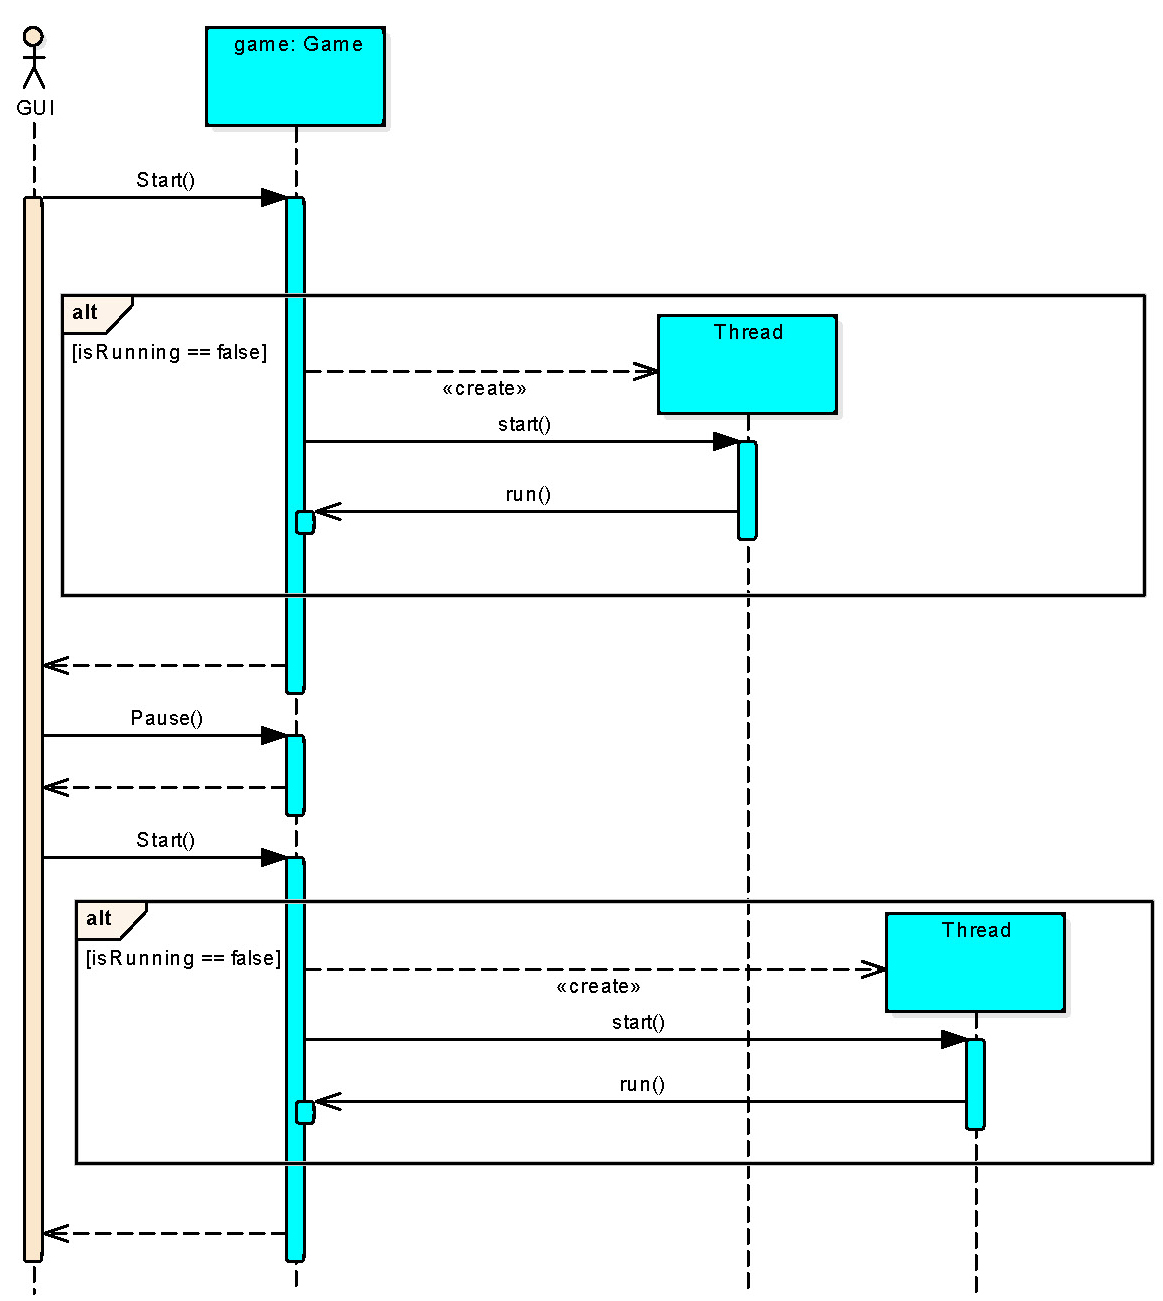 game: Game
GUI
Start()
alt
Thread
[isRunning == false]
«create»
start()
run()
Pause()
Start()
alt
Thread
[isRunning == false]
«create»
start()
run()